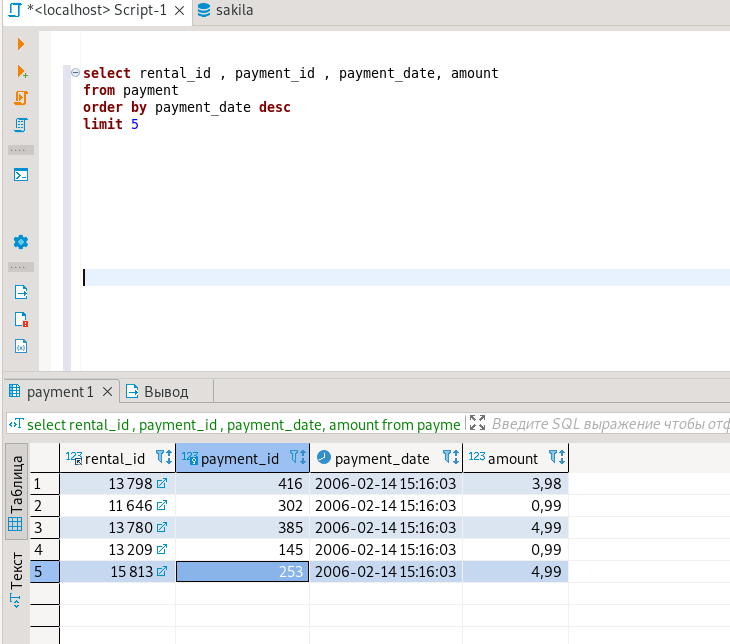 *<localhost> Script-1 sakila
select rental_id , payment_id , payment_date, amount
from payment
order by payment_date desc
limit 5
payment 1 Вывод
select rental_id , payment_id , payment_date, amount from payme Введите SQL выражение чтобы отф
Таблица
Текст
123 rental_id 123 payment_id payment_date 123 amount
1 13 798 416 2006-02-14 15:16:03 3,98
2 11 646 302 2006-02-14 15:16:03 0,99
3 13 780 385 2006-02-14 15:16:03 4,99
4 13 209 145 2006-02-14 15:16:03 0,99
5 15 813 253 2006-02-14 15:16:03 4,99